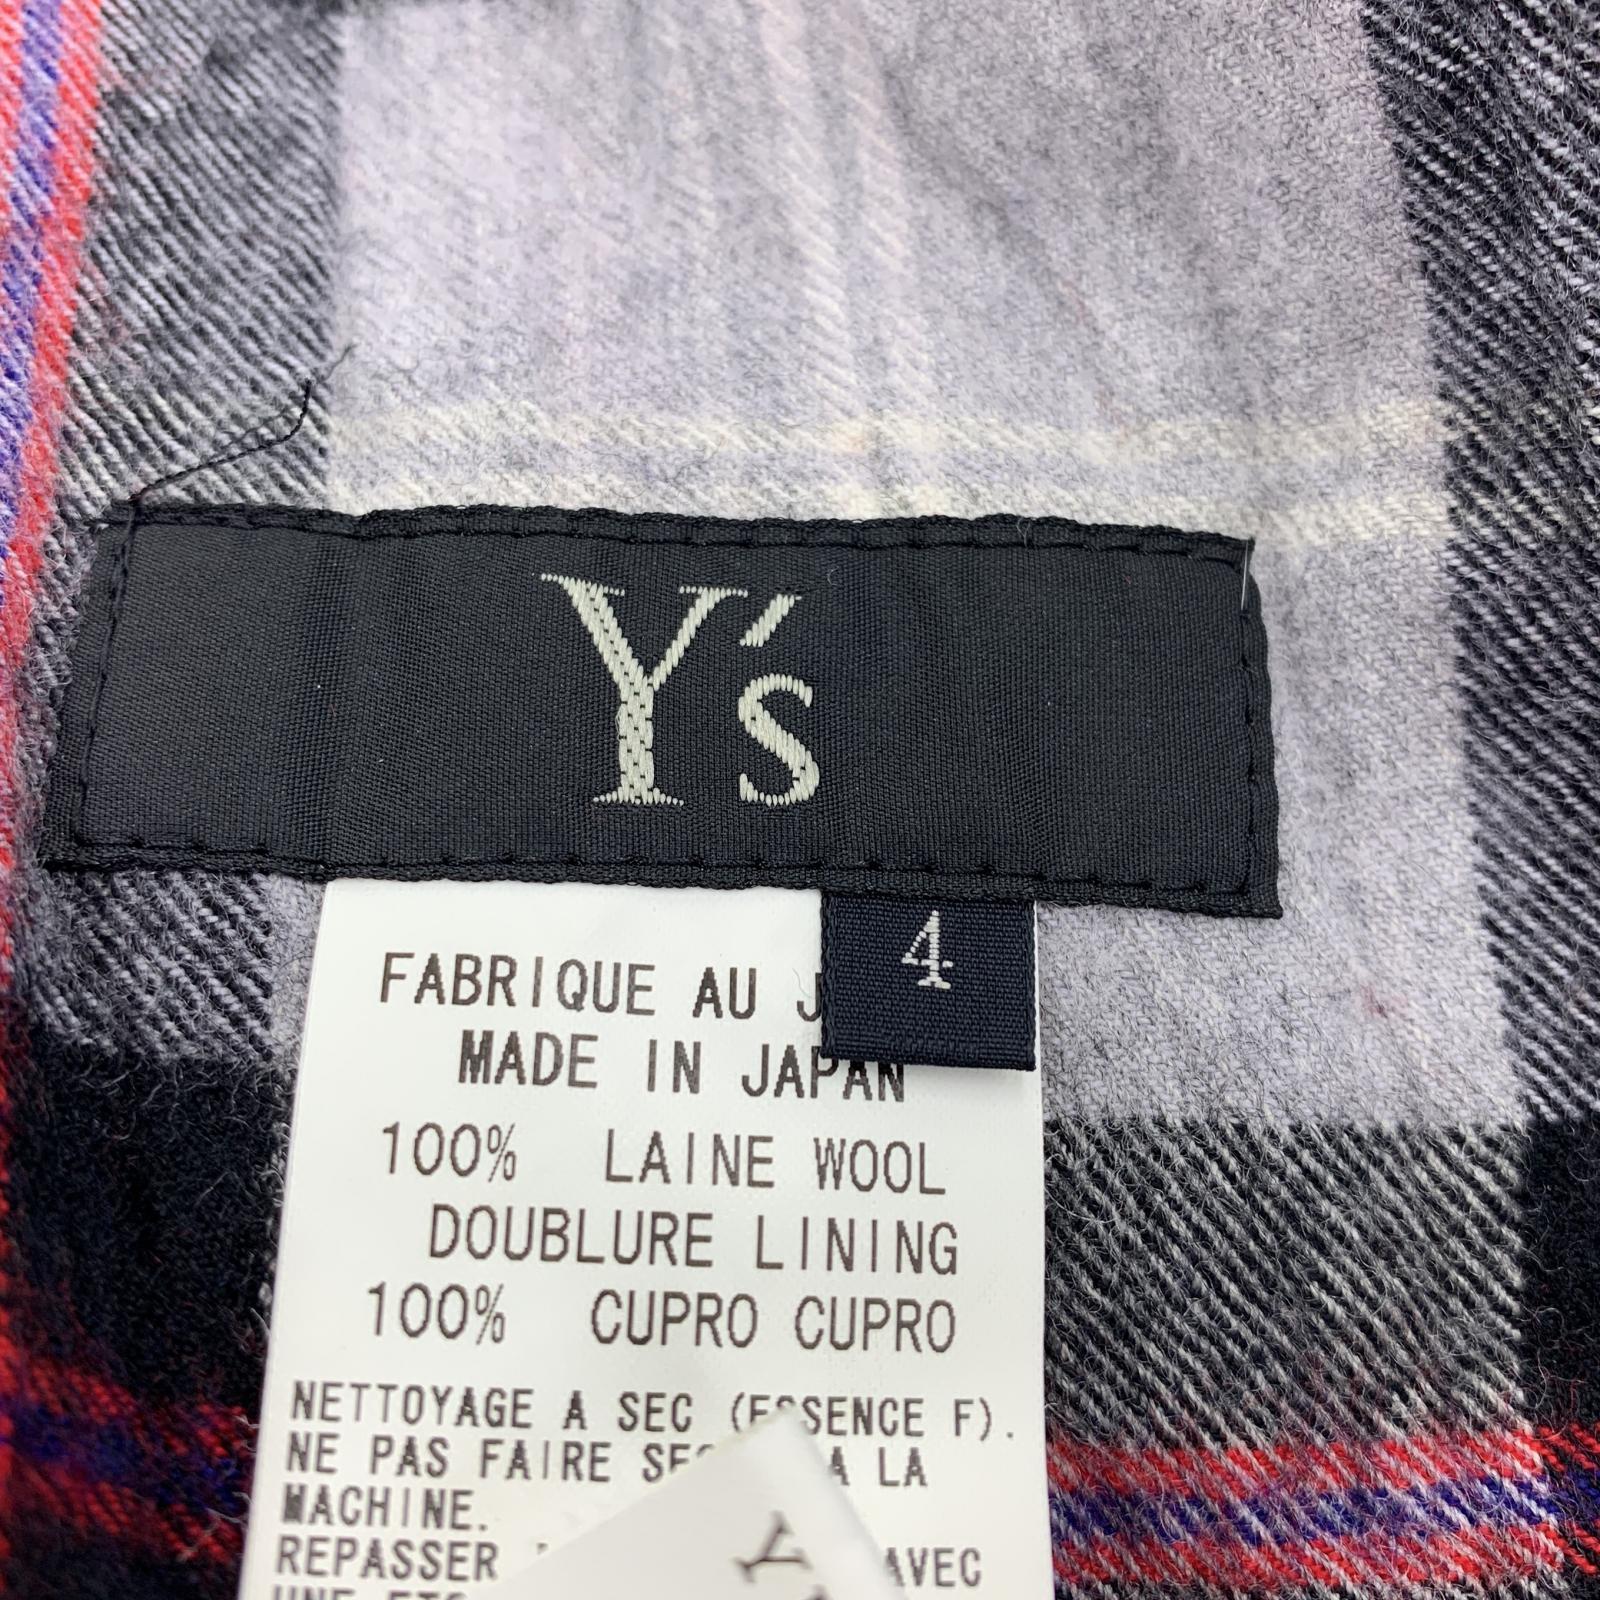 Y's
4
FABRIQUE AU
MADE IN JAPAN
100% LAINE WOOL
DOUBLURE LINING
100% CUPRO CUPRO
NETTOYAGE A SEC (ESSENCE F).
NE PAS FAIRE A LA
MACHINE.
REPASSER AVEC
UNE
Y